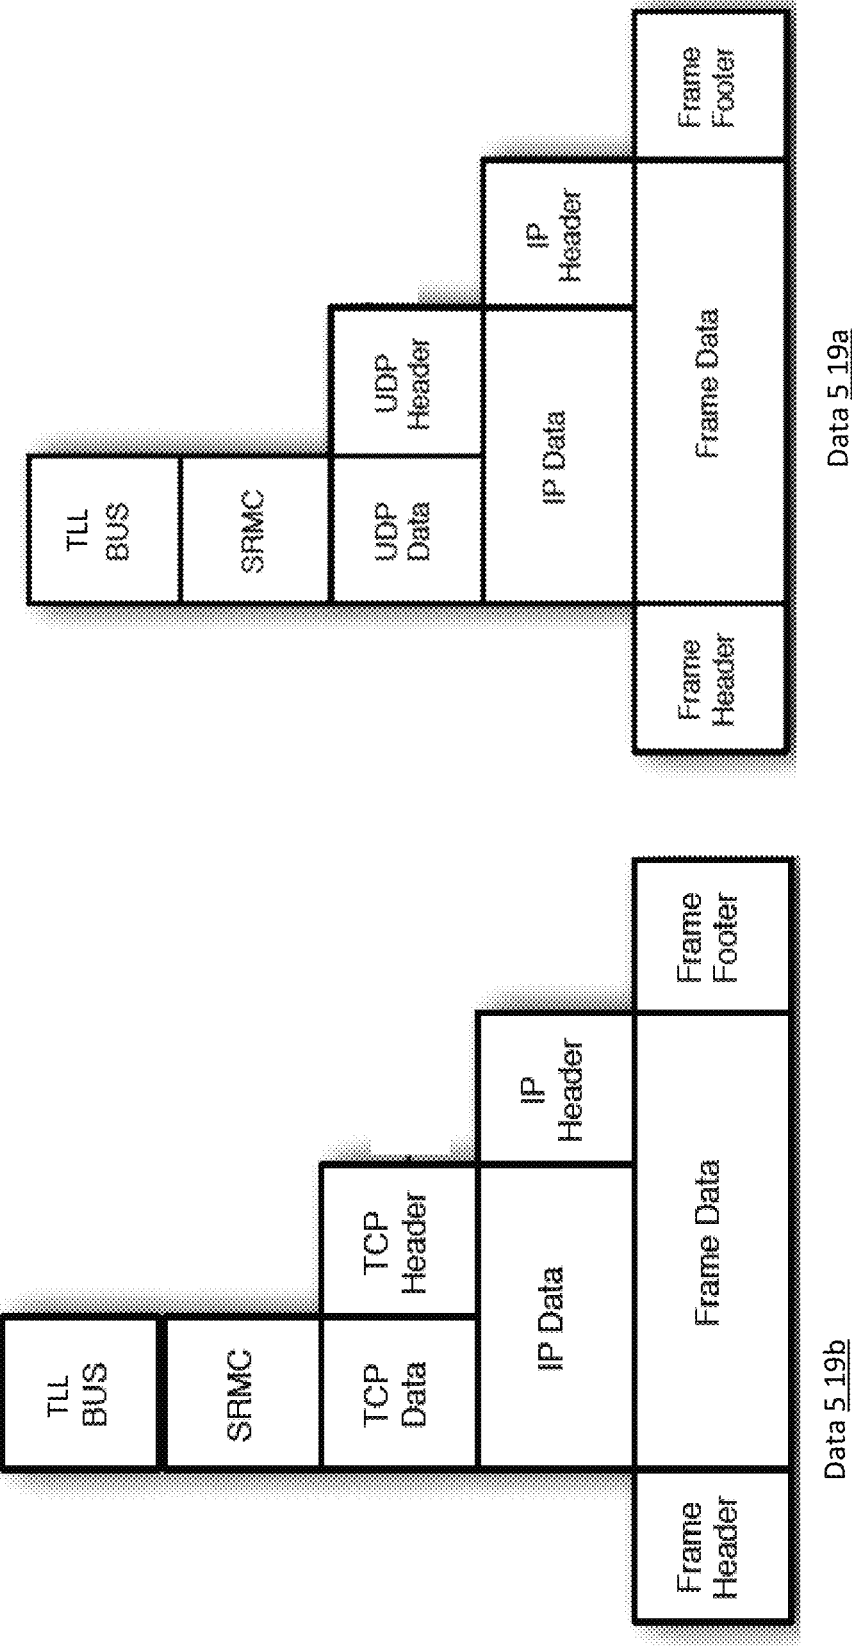 TLL
BUS
SRMC
TCP
Data
TCP
Header
IP Data
IP
Header
Frame
Header
Frame Data
Frame
Footer
Data 5 19b
TLL
BUS
SRMC
UDP
Data
UDP
Header
IP Data
IP
Header
Frame
Header
Frame Data
Frame
Footer
Data 5 19a